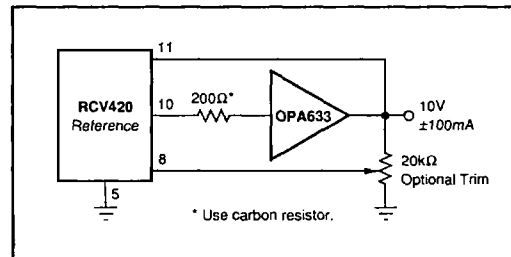 11
RCV420
Reference
10
200Ω*
OPA633
10V
±100mA
8
20kΩ
Optional Trim
5
* Use carbon resistor.